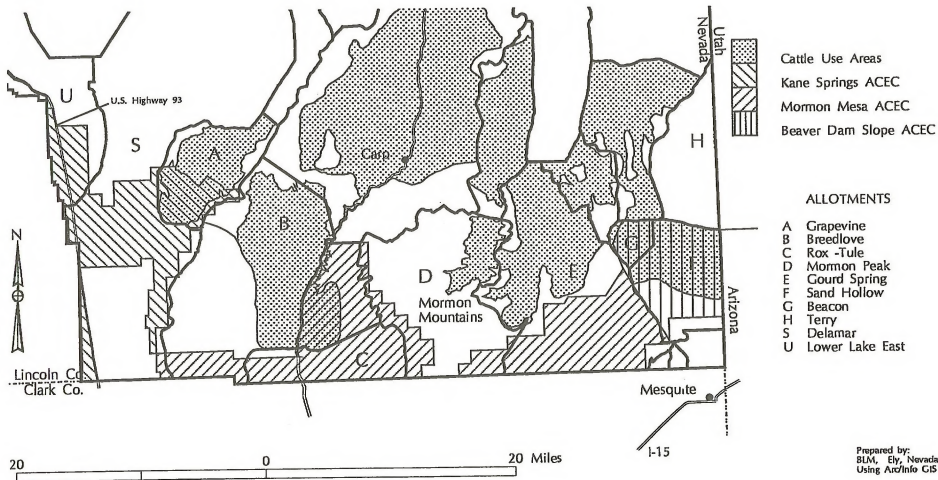 Utah
Nevada
Cattle Use Areas
Kane Springs ACEC
Mormon Mesa ACEC
Beaver Dam Slope ACEC
U
U.S. Highway 93
S
A
Carp
H
B
ALLOTMENTS
A Grapevine
B Breedlove
C Rox -Tule
D Mormon Peak
E Gourd Spring
F Sand Hollow
G Beacon
H Terry
S Delamar
U Lower Lake East
N
G
D
E
Mormon
Mountains
Arizona
C
Lincoln Co.
Clark Co.
Mesquite
I-15
20
0
20 Miles
Prepared by:
BLM, Ely, Nevada
Using Arc/Info GIS